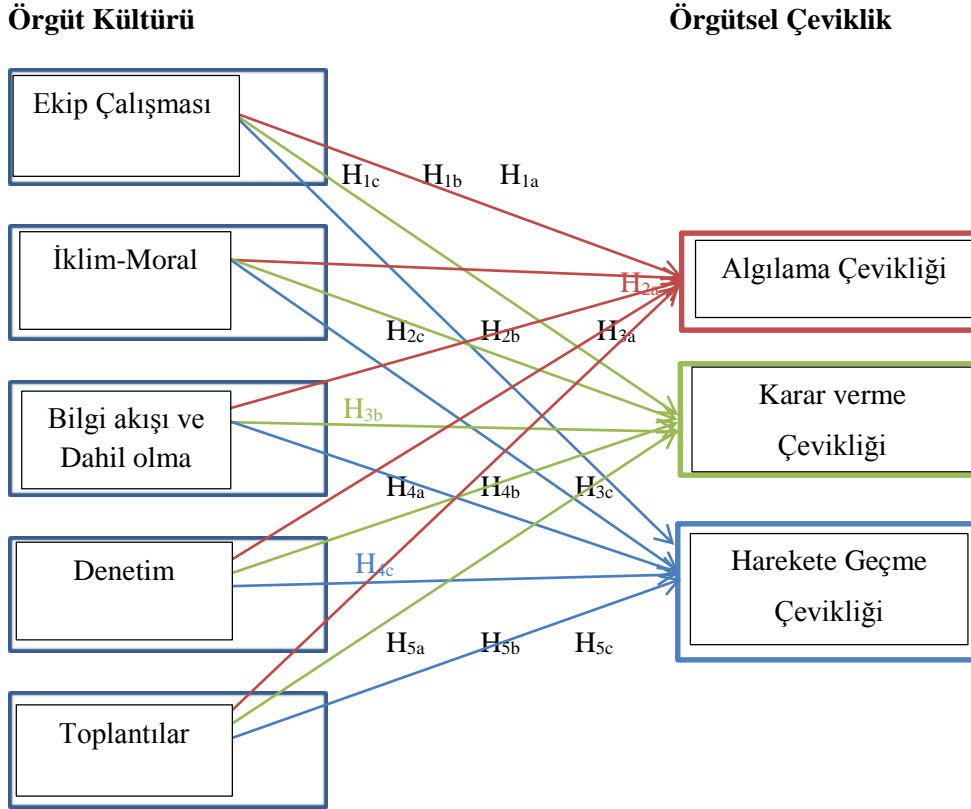 Örgüt Kültürü
Örgütsel Çeviklik
Ekip Çalışması
H1c H1b H1a
İklim-Moral
Algılama Çevikliği
H2a
H2c H2b H3a
Bilgi akışı ve
Dahil olma
H3b
Karar verme
Çevikliği
H4a H4b H3c
Denetim
H4c
Harekete Geçme
Çevikliği
H5a H5b H5c
Toplantılar